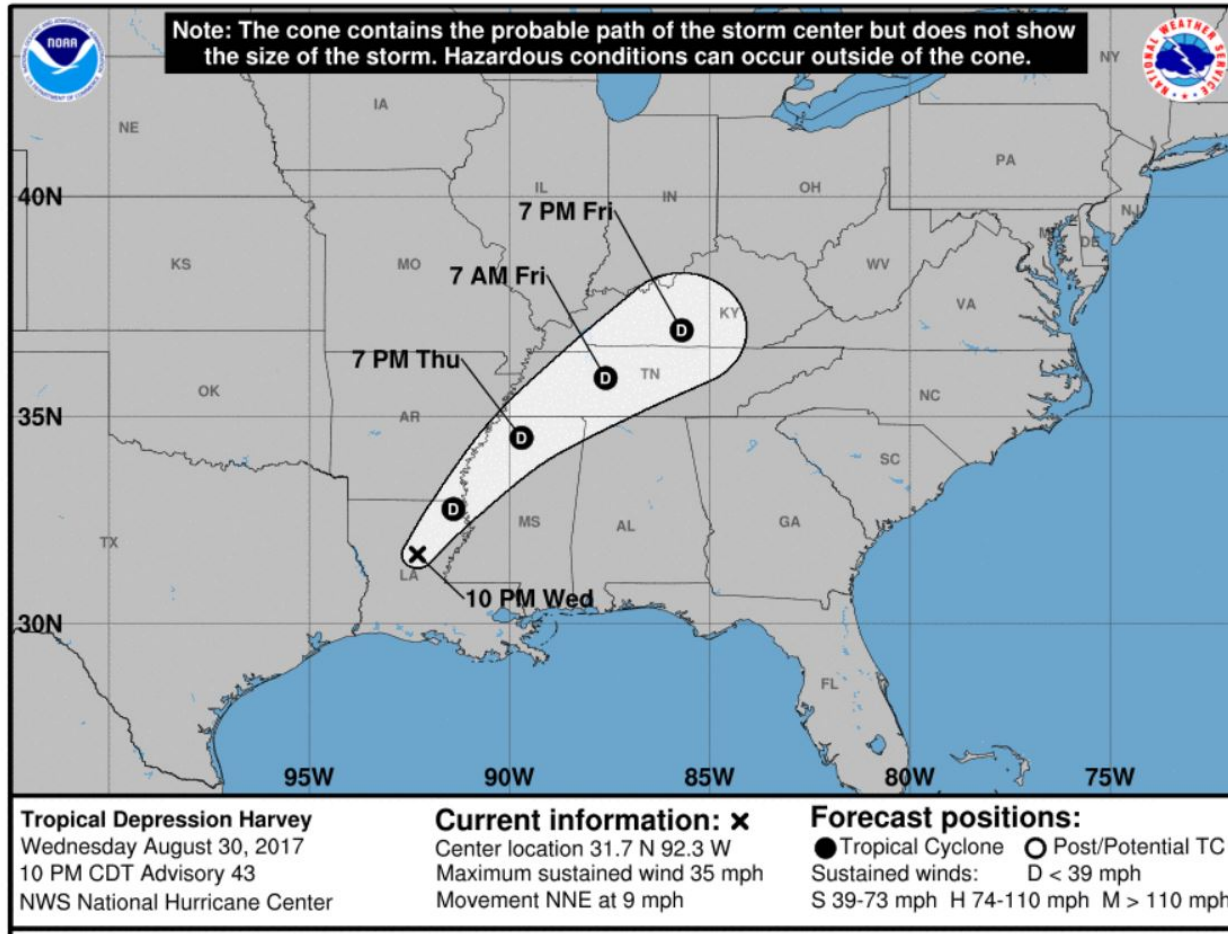 Note: The cone contains the probable path of the storm center but does not show
the size of the storm. Hazardous conditions can occur outside of the cone.
NOAA
NATIONAL WEATHER SERVICE
NY
IA
NE
PA
40N
IL
IN
OH
NJ
7 PM Fri
DE
KS
MO
WV
7 AM Fri
VA
KY
D
7 PM Thu
D
TN
OK
AR
NC
35N
D
SC
D
MS
AL
GA
TX
LA
10 PM Wed
30N
FL
95W
90W
85W
80W
75W
Tropical Depression Harvey
Wednesday August 30, 2017
10 PM CDT Advisory 43
NWS National Hurricane Center
Current information: ×
Center location 31.7 N 92.3 W
Maximum sustained wind 35 mph
Movement NNE at 9 mph
Forecast positions:
● Tropical Cyclone ○ Post/Potential TC
Sustained winds: D < 39 mph
S 39-73 mph H 74-110 mph M > 110 mph